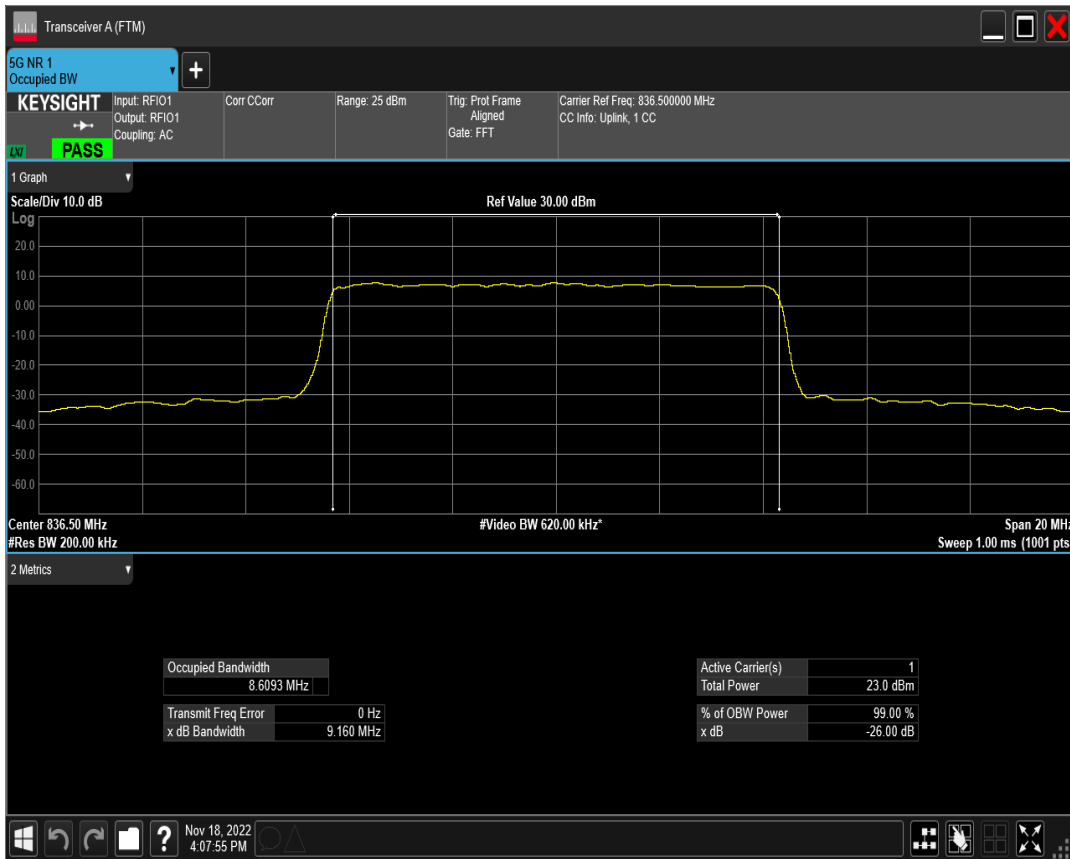 Transceiver A (FTM)
5G NR 1
Occupied BW
+
KEYSIGHT
LXI
PASS
Input: RFIO1
Output: RFIO1
Coupling: AC
Corr CCorr
Range: 25 dBm
Trig: Prot Frame
Aligned
Gate: FFT
Carrier Ref Freq: 836.500000 MHz
CC Info: Uplink, 1 CC
1 Graph
Scale/Div 10.0 dB
Ref Value 30.00 dBm
Log
20.0
10.0
0.00
-10.0
-20.0
-30.0
-40.0
-50.0
-60.0
Center 836.50 MHz
#Video BW 620.00 kHz*
Span 20 MHz
#Res BW 200.00 kHz
Sweep 1.00 ms (1001 pts
2 Metrics
Occupied Bandwidth
8.6093 MHz
Transmit Freq Error 0 Hz
x dB Bandwidth 9.160 MHz
Active Carrier(s) 1
Total Power 23.0 dBm
% of OBW Power 99.00 %
x dB -26.00 dB
?
Nov 18, 2022
4:07:55 PM